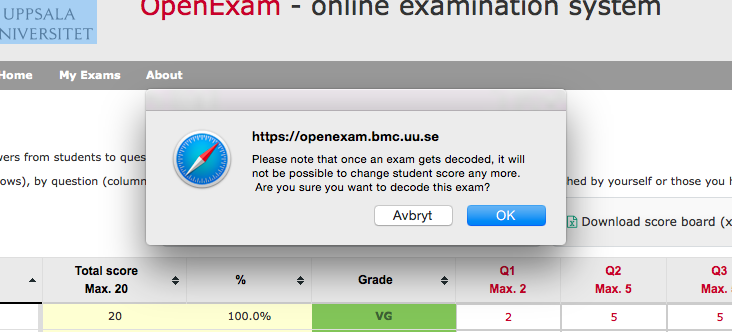 UPPSALA
NIVERSITET
OpenExam - online examination system
Home
My Exams
About
https://openexam.bmc.uu.se
Please note that once an exam gets decoded, it will
not be possible to change student score any more.
Are you sure you want to decode this exam?
Avbryt
OK
wers from students to ques
ows), by question (column
hed by yourself or those you h
Download score board (x
Total score
Max. 20
%
Grade
Q1
Max. 2
Q2
Max. 5
Q3
Max.
20
100.0%
VG
2
5
5